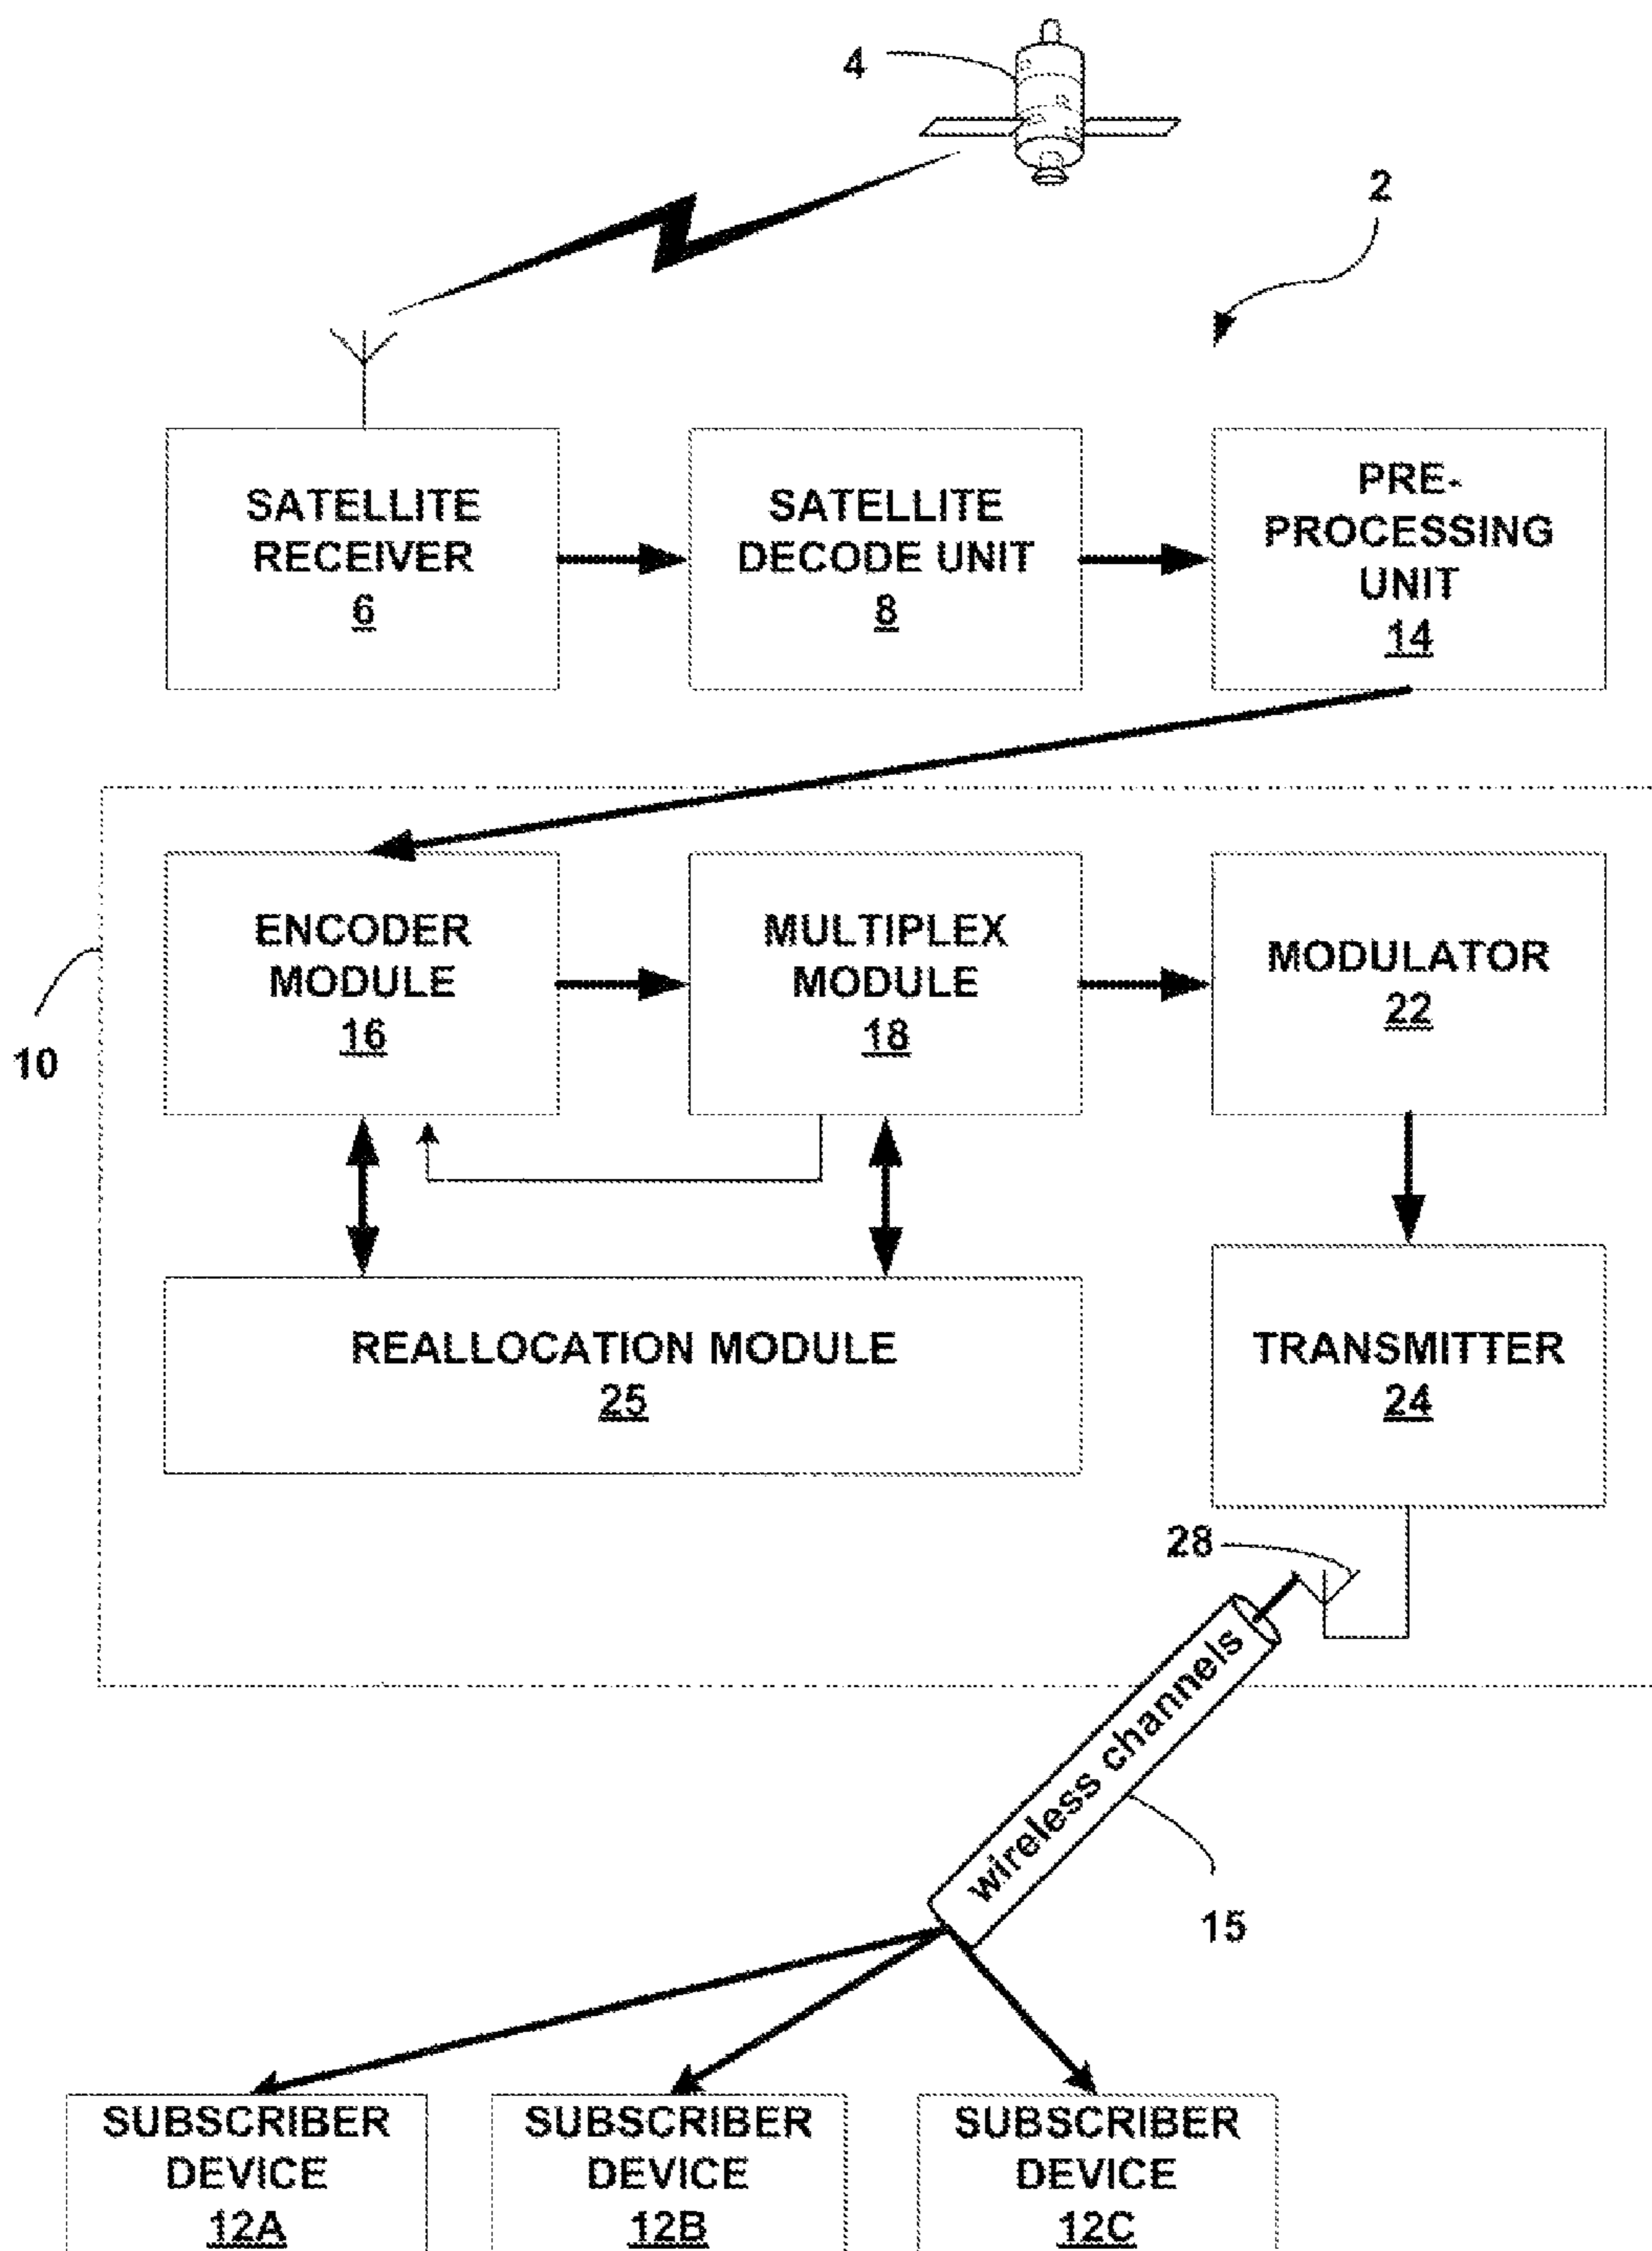 4
2
SATELLITE
RECEIVER
6
SATELLITE
DECODE UNIT
8
PRE-
PROCESSING
UNIT
14
10
ENCODER
MODULE
16
MULTIPLEX
MODULE
18
MODULATOR
22
REALLOCATION MODULE
25
TRANSMITTER
24
28
wireless channels
15
SUBSCRIBER
DEVICE
12A
SUBSCRIBER
DEVICE
12B
SUBSCRIBER
DEVICE
12C